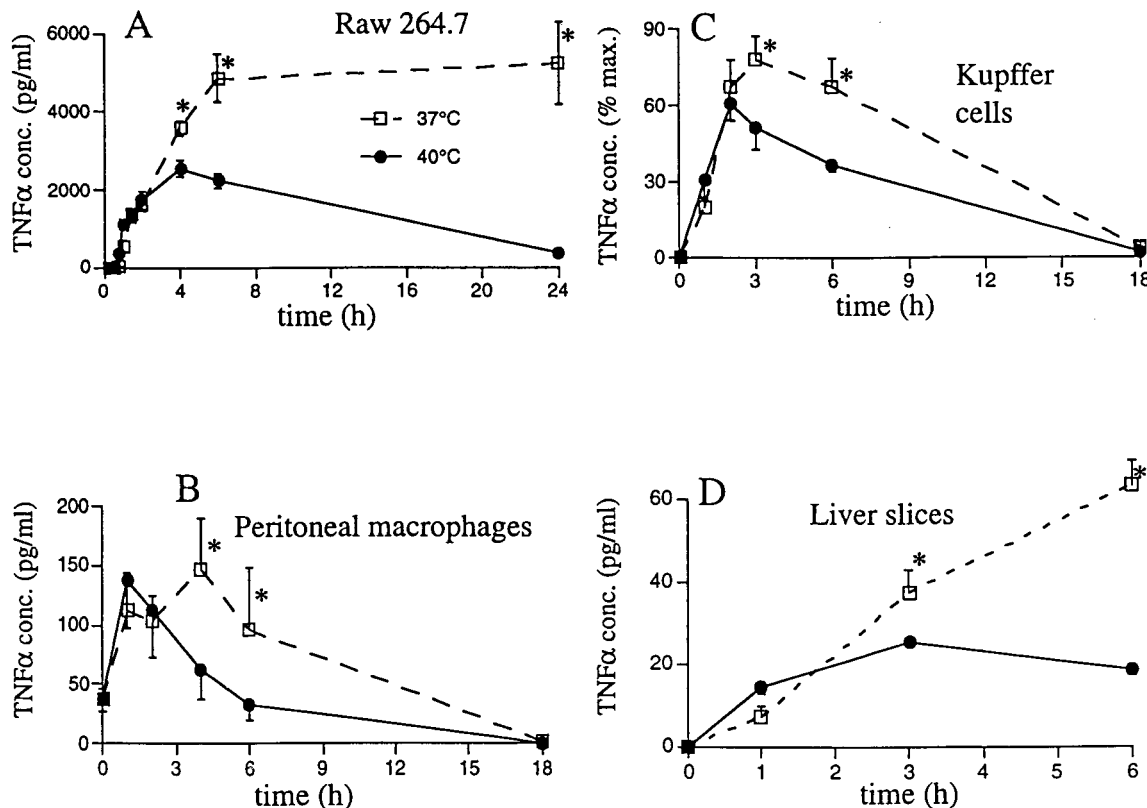 A
Raw 264.7
TNFα conc. (pg/ml)
6000
4000
2000
0
*
*
*
37°C
40°C
0 4 8 12 16 20 24
time (h)
C
Kupffer
cells
TNFα conc. (% max.)
90
60
30
0
*
*
0 3 6 9 12 15 18
time (h)
B
Peritoneal macrophages
TNFα conc. (pg/ml)
200
150
100
50
0
*
*
0 3 6 9 12 15 18
time (h)
D
Liver slices
TNFα conc. (pg/ml)
60
40
20
0
*
*
0 1 2 3 4 5 6
time (h)